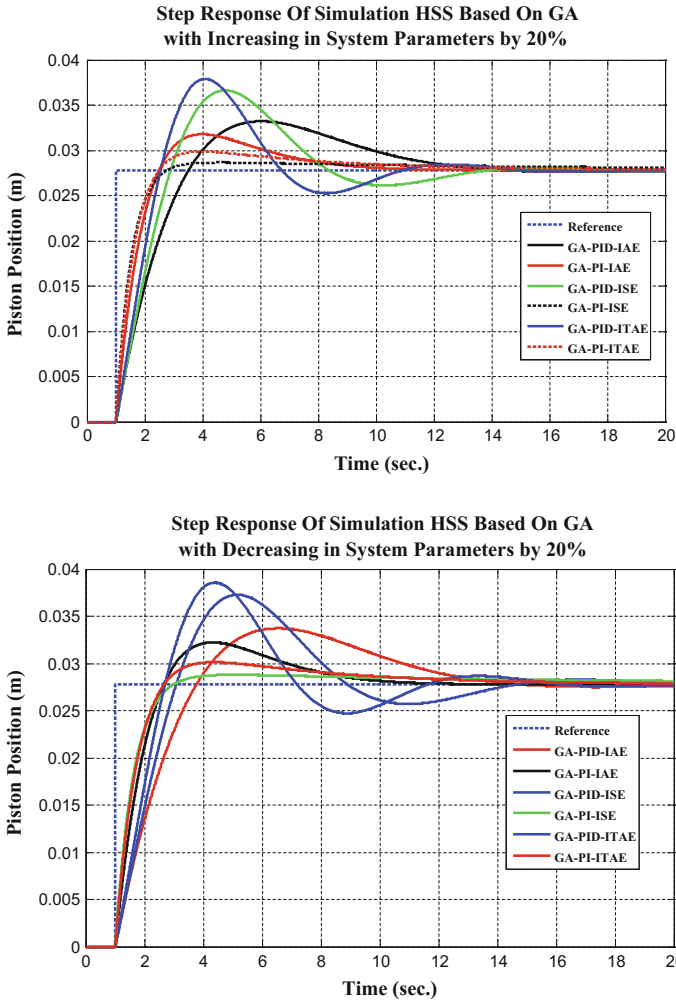 Step Response Of Simulation HSS Based On GA
with Increasing in System Parameters by 20%
0.04
0.035
0.03
0.025
0.02
0.015
0.01
0.005
0
Piston Position (m)
Reference
GA-PID-IAE
GA-PI-IAE
GA-PID-ISE
GA-PI-ISE
GA-PID-ITAE
GA-PI-ITAE
0 2 4 6 8 10 12 14 16 18 20
Time (sec.)
Step Response Of Simulation HSS Based On GA
with Decreasing in System Parameters by 20%
0.04
0.035
0.03
0.025
0.02
0.015
0.01
0.005
0
Piston Position (m)
Reference
GA-PID-IAE
GA-PI-IAE
GA-PID-ISE
GA-PI-ISE
GA-PID-ITAE
GA-PI-ITAE
0 2 4 6 8 10 12 14 16 18 20
Time (sec.)